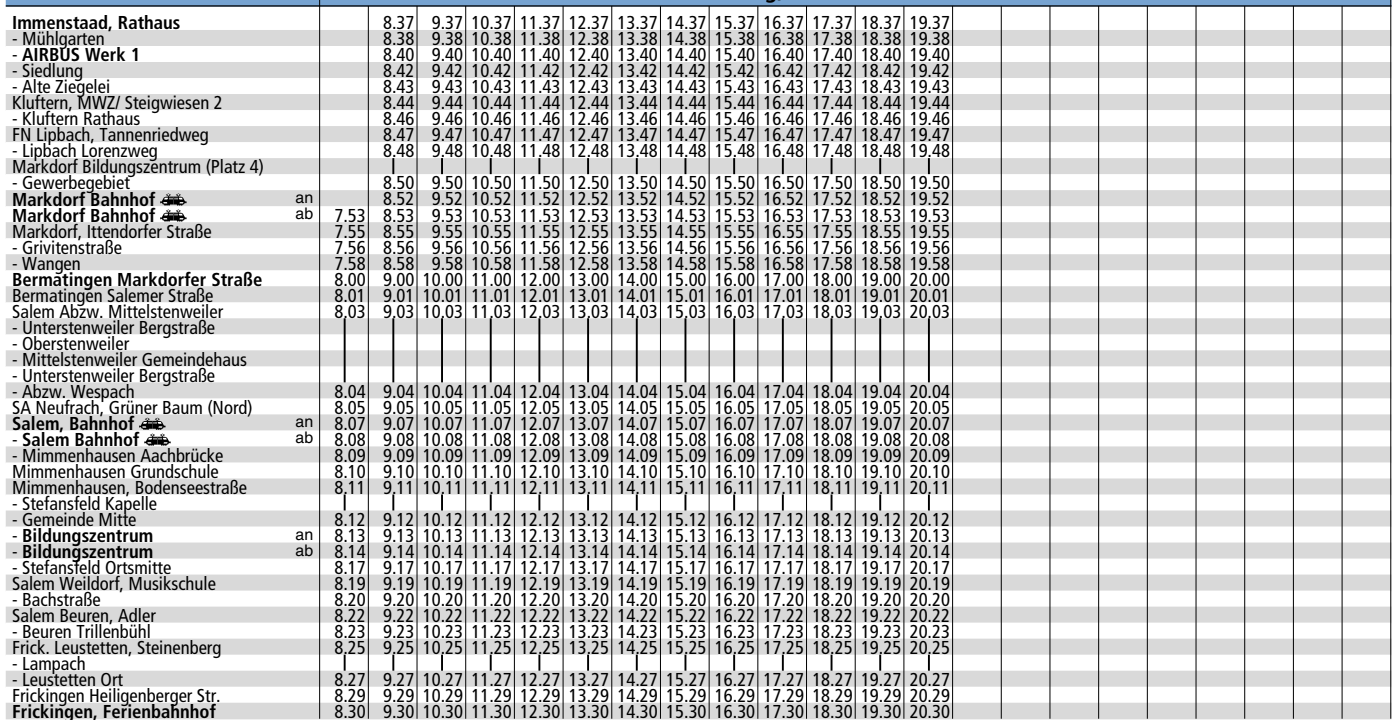 Immenstaad, Rathaus 8.37 9.37 10.37 11.37 12.37 13.37 14.37 15.37 16.37 17.37 18.37 19.37
- Mühlgarten 8.38 9.38 10.38 11.38 12.38 13.38 14.38 15.38 16.38 17.38 18.38 19.38
- AIRBUS Werk 1 8.40 9.40 10.40 11.40 12.40 13.40 14.40 15.40 16.40 17.40 18.40 19.40
- Siedlung 8.42 9.42 10.42 11.42 12.42 13.42 14.42 15.42 16.42 17.42 18.42 19.42
- Alte Ziegelei 8.43 9.43 10.43 11.43 12.43 13.43 14.43 15.43 16.43 17.43 18.43 19.43
Kluftern, MWZ/ Steigwiesen 2 8.44 9.44 10.44 11.44 12.44 13.44 14.44 15.44 16.44 17.44 18.44 19.44
- Kluftern Rathaus 8.46 9.46 10.46 11.46 12.46 13.46 14.46 15.46 16.46 17.46 18.46 19.46
FN Lipbach, Tannenriedweg 8.47 9.47 10.47 11.47 12.47 13.47 14.47 15.47 16.47 17.47 18.47 19.47
- Lipbach Lorenzweg 8.48 9.48 10.48 11.48 12.48 13.48 14.48 15.48 16.48 17.48 18.48 19.48
Markdorf Bildungszentrum (Platz 4)
- Gewerbegebiet 8.50 9.50 10.50 11.50 12.50 13.50 14.50 15.50 16.50 17.50 18.50 19.50
Markdorf Bahnhof an 8.52 9.52 10.52 11.52 12.52 13.52 14.52 15.52 16.52 17.52 18.52 19.52
Markdorf Bahnhof ab 7.53 8.53 9.53 10.53 11.53 12.53 13.53 14.53 15.53 16.53 17.53 18.53 19.53
Markdorf, Ittendorfer Straße 7.55 8.55 9.55 10.55 11.55 12.55 13.55 14.55 15.55 16.55 17.55 18.55 19.55
- Grivitenstraße 7.56 8.56 9.56 10.56 11.56 12.56 13.56 14.56 15.56 16.56 17.56 18.56 19.56
- Wangen 7.58 8.58 9.58 10.58 11.58 12.58 13.58 14.58 15.58 16.58 17.58 18.58 19.58
Bermatingen Markdorfer Straße 8.00 9.00 10.00 11.00 12.00 13.00 14.00 15.00 16.00 17.00 18.00 19.00 20.00
Bermatingen Salemer Straße 8.01 9.01 10.01 11.01 12.01 13.01 14.01 15.01 16.01 17.01 18.01 19.01 20.01
Salem Abzw. Mittelstenweiler 8.03 9.03 10.03 11.03 12.03 13.03 14.03 15.03 16.03 17.03 18.03 19.03 20.03
- Unterstenweiler Bergstraße
- Oberstenweiler
- Mittelstenweiler Gemeindehaus
- Unterstenweiler Bergstraße
- Abzw. Wespach 8.04 9.04 10.04 11.04 12.04 13.04 14.04 15.04 16.04 17.04 18.04 19.04 20.04
SA Neufrach, Grüner Baum (Nord) 8.05 9.05 10.05 11.05 12.05 13.05 14.05 15.05 16.05 17.05 18.05 19.05 20.05
Salem, Bahnhof an 8.07 9.07 10.07 11.07 12.07 13.07 14.07 15.07 16.07 17.07 18.07 19.07 20.07
- Salem Bahnhof ab 8.08 9.08 10.08 11.08 12.08 13.08 14.08 15.08 16.08 17.08 18.08 19.08 20.08
- Mimmenhausen Aachbrücke 8.09 9.09 10.09 11.09 12.09 13.09 14.09 15.09 16.09 17.09 18.09 19.09 20.09
Mimmenhausen Grundschule 8.10 9.10 10.10 11.10 12.10 13.10 14.10 15.10 16.10 17.10 18.10 19.10 20.10
Mimmenhausen, Bodenseestraße 8.11 9.11 10.11 11.11 12.11 13.11 14.11 15.11 16.11 17.11 18.11 19.11 20.11
- Stefansfeld Kapelle
- Gemeinde Mitte 8.12 9.12 10.12 11.12 12.12 13.12 14.12 15.12 16.12 17.12 18.12 19.12 20.12
- Bildungszentrum an 8.13 9.13 10.13 11.13 12.13 13.13 14.13 15.13 16.13 17.13 18.13 19.13 20.13
- Bildungszentrum ab 8.14 9.14 10.14 11.14 12.14 13.14 14.14 15.14 16.14 17.14 18.14 19.14 20.14
- Stefansfeld Ortsmitte 8.17 9.17 10.17 11.17 12.17 13.17 14.17 15.17 16.17 17.17 18.17 19.17 20.17
Salem Weildorf, Musikschule 8.19 9.19 10.19 11.19 12.19 13.19 14.19 15.19 16.19 17.19 18.19 19.19 20.19
- Bachstraße 8.20 9.20 10.20 11.20 12.20 13.20 14.20 15.20 16.20 17.20 18.20 19.20 20.20
Salem Beuren, Adler 8.22 9.22 10.22 11.22 12.22 13.22 14.22 15.22 16.22 17.22 18.22 19.22 20.22
- Beuren Trillenbühl 8.23 9.23 10.23 11.23 12.23 13.23 14.23 15.23 16.23 17.23 18.23 19.23 20.23
Frick. Leustetten, Steinenberg 8.25 9.25 10.25 11.25 12.25 13.25 14.25 15.25 16.25 17.25 18.25 19.25 20.25
- Lampach
- Leustetten Ort 8.27 9.27 10.27 11.27 12.27 13.27 14.27 15.27 16.27 17.27 18.27 19.27 20.27
Frickingen Heiligenberger Str. 8.29 9.29 10.29 11.29 12.29 13.29 14.29 15.29 16.29 17.29 18.29 19.29 20.29
Frickingen, Ferienbahnhof 8.30 9.30 10.30 11.30 12.30 13.30 14.30 15.30 16.30 17.30 18.30 19.30 20.30